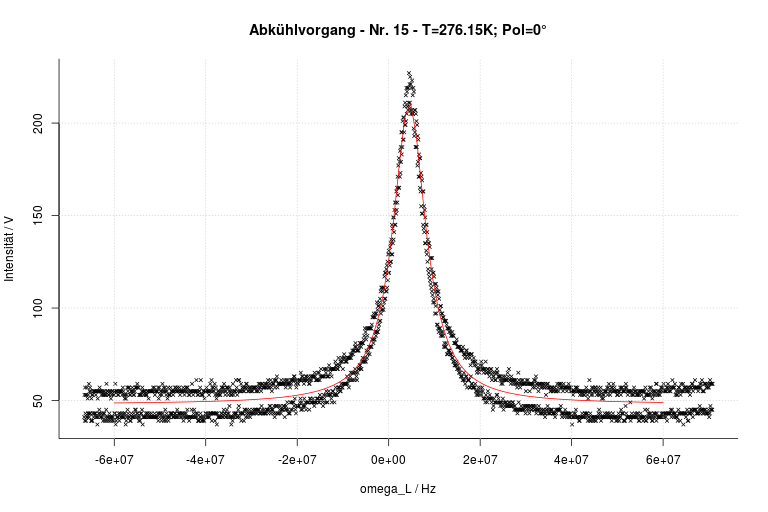 Abkühlvorgang - Nr. 15 - T=276.15K; Pol=0°
Intensität / V
200
150
100
50
-6e+07 -4e+07 -2e+07 0e+00 2e+07 4e+07 6e+07
omega_L / Hz